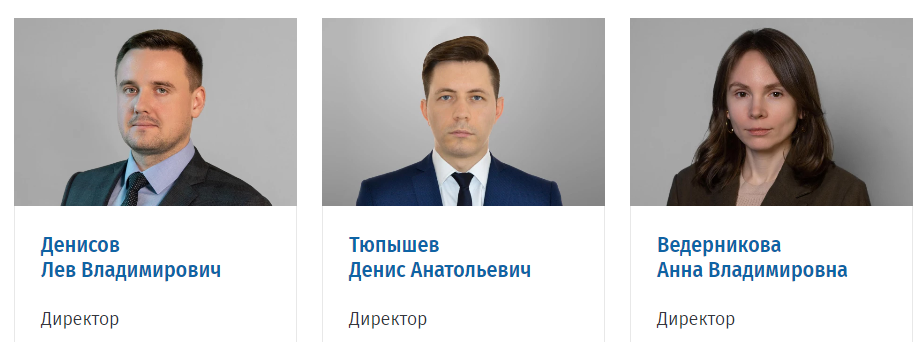 Денисов
Лев Владимирович
Директор
Тюпышев
Денис Анатольевич
Директор
Ведерникова
Анна Владимировна
Директор